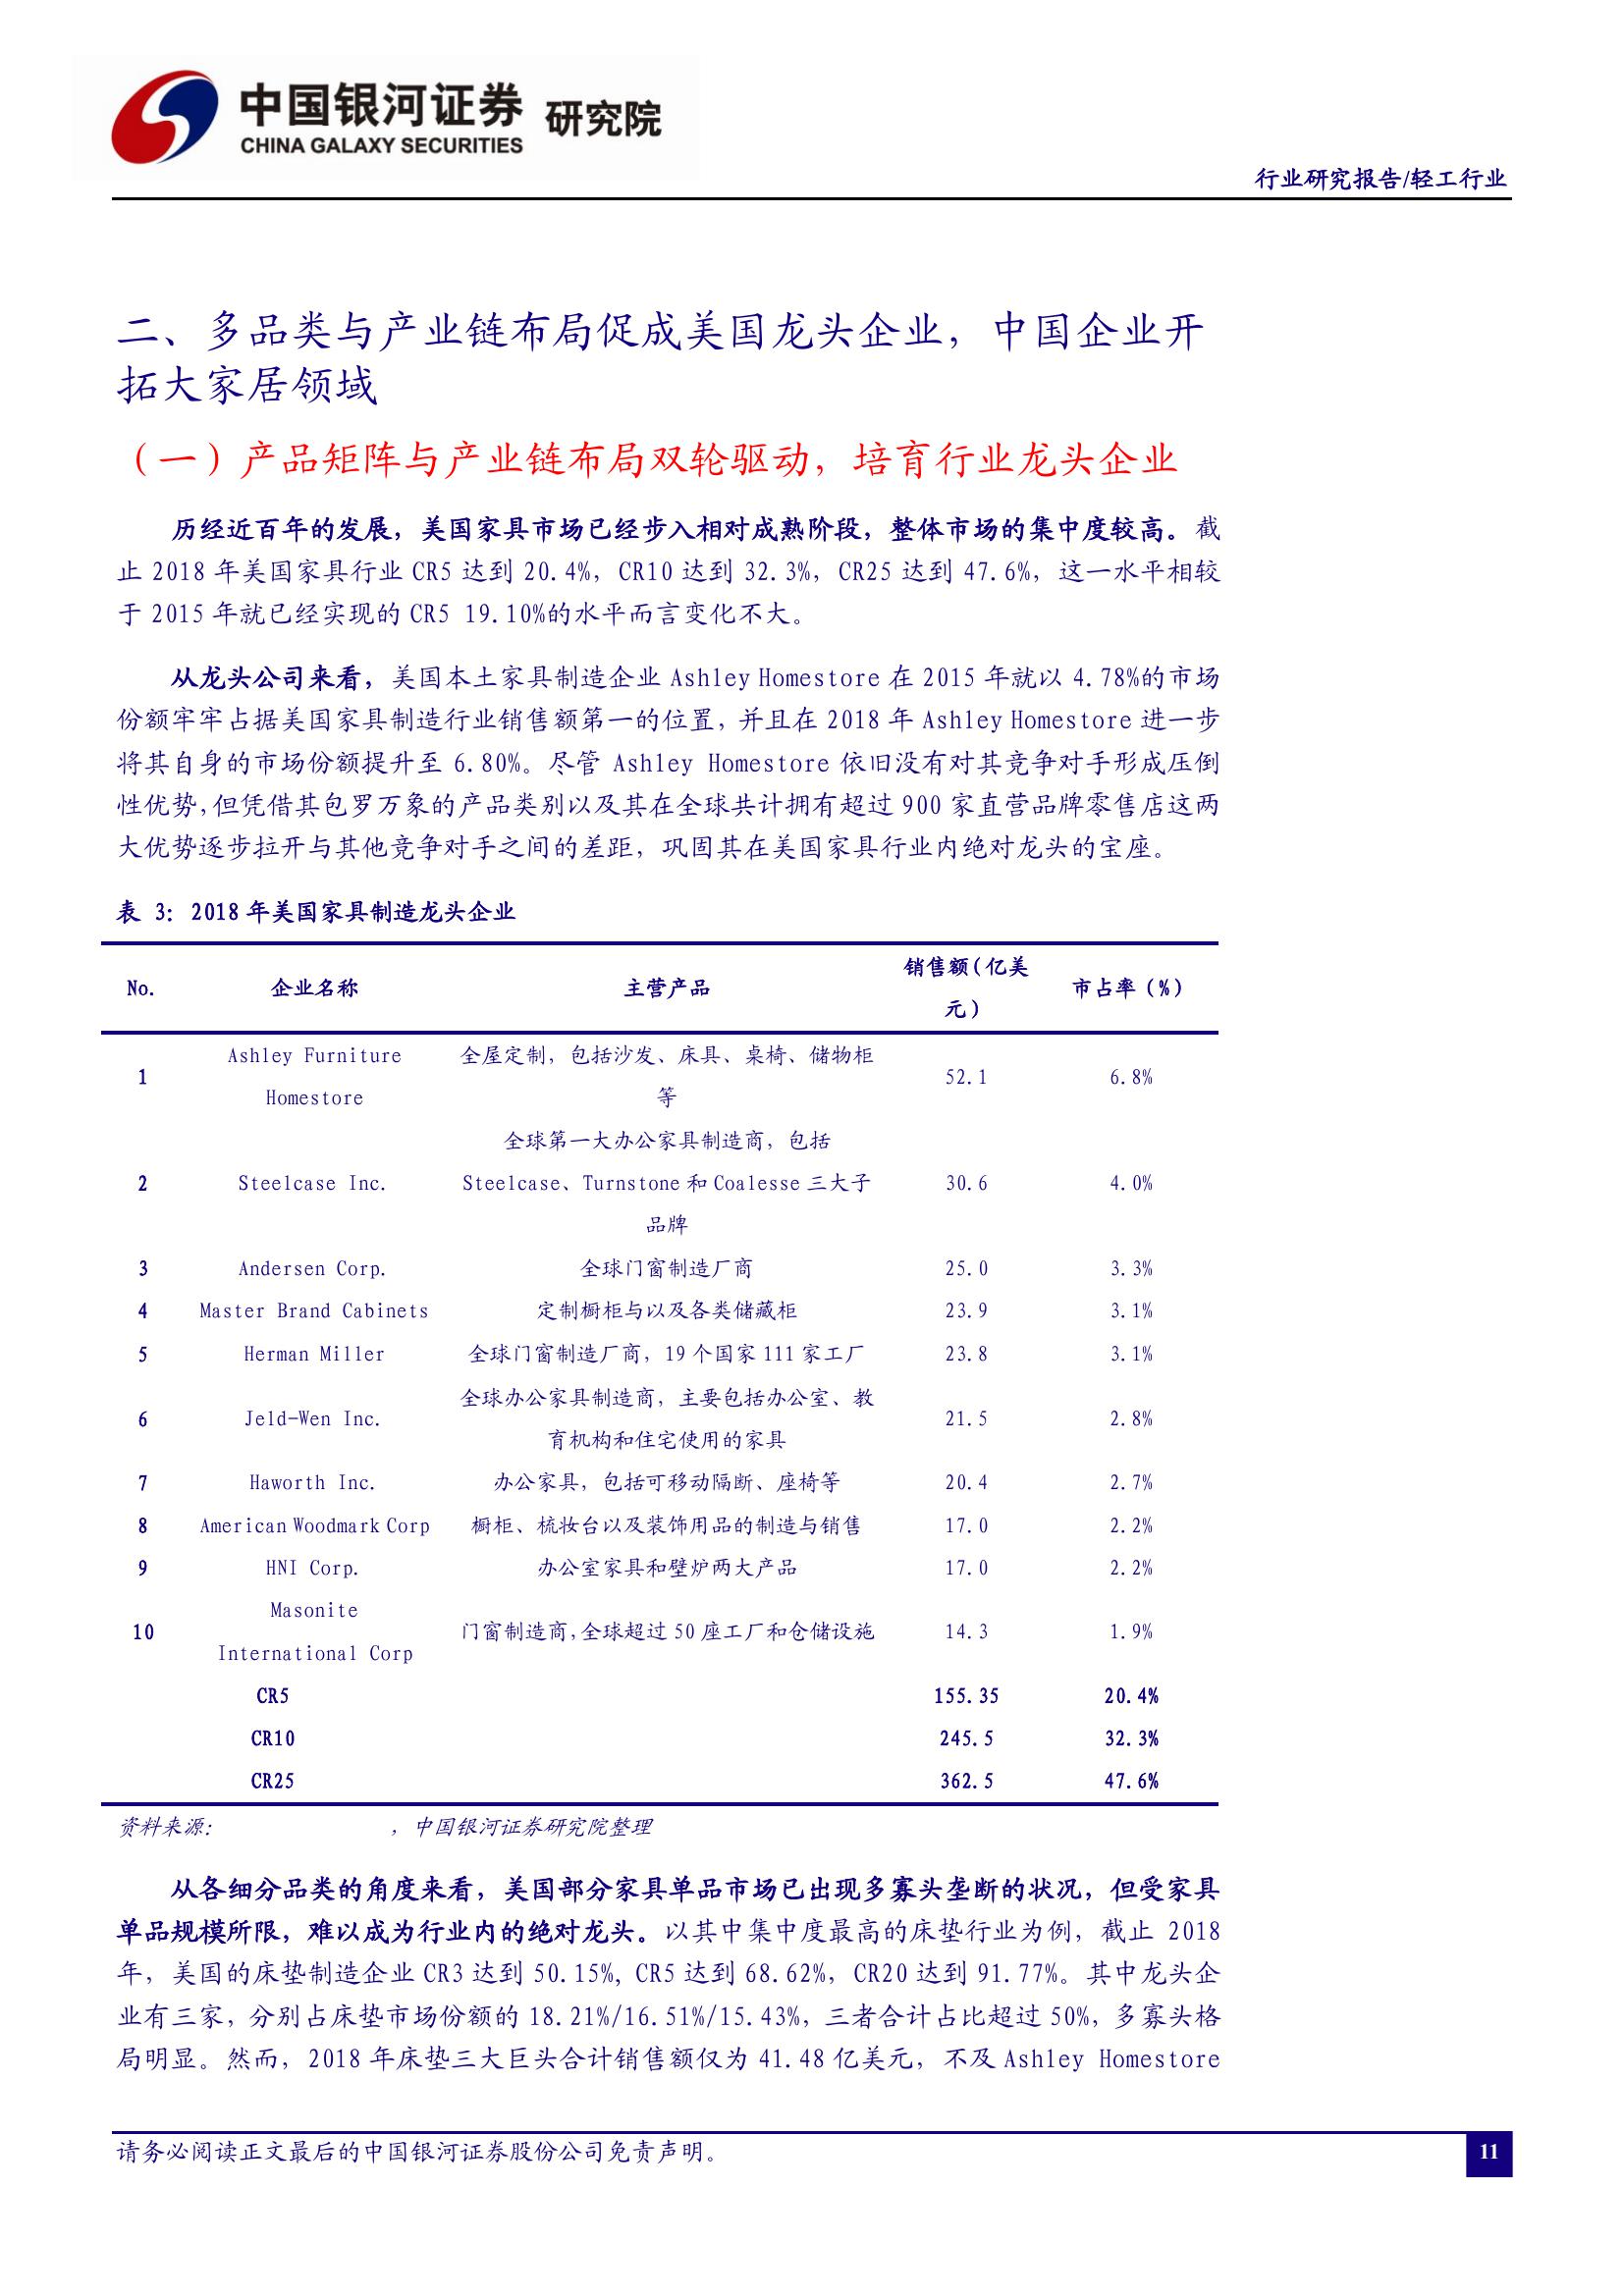 中国银河证券 研究院
CHINA GALAXY SECURITIES
行业研究报告/轻工行业
二、多品类与产业链布局促成美国龙头企业，中国企业开
拓大家居领域
（一）产品矩阵与产业链布局双轮驱动，培育行业龙头企业
历经近百年的发展，美国家具市场已经步入相对成熟阶段，整体市场的集中度较高。截
止 2018 年美国家具行业 CR5 达到 20.4%，CR10 达到 32.3%，CR25 达到 47.6%，这一水平相较
于 2015 年就已经实现的 CR5 19.10%的水平而言变化不大。
从龙头公司来看，美国本土家具制造企业 Ashley Homestore 在 2015 年就以 4.78%的市场
份额牢牢占据美国家具制造行业销售额第一的位置，并且在 2018 年 Ashley Homestore 进一步
将其自身的市场份额提升至 6.80%。尽管 Ashley Homestore 依旧没有对其竞争对手形成压倒
性优势，但凭借其包罗万象的产品类别以及其在全球共计拥有超过 900 家直营品牌零售店这两
大优势逐步拉开与其他竞争对手之间的差距，巩固其在美国家具行业内绝对龙头的宝座。
表 3：2018 年美国家具制造龙头企业
No. 企业名称 主营产品 销售额(亿美元) 市占率（%）
1 Ashley Furniture Homestore 全屋定制，包括沙发、床具、桌椅、储物柜等 52.1 6.8%
2 Steelcase Inc. 全球第一大办公家具制造商，包括 Steelcase、Turnstone 和 Coalesse 三大子品牌 30.6 4.0%
3 Andersen Corp. 全球门窗制造厂商 25.0 3.3%
4 Master Brand Cabinets 定制橱柜与以及各类储藏柜 23.9 3.1%
5 Herman Miller 全球门窗制造厂商，19 个国家 111 家工厂 23.8 3.1%
6 Jeld-Wen Inc. 全球办公家具制造商，主要包括办公室、教育机构和住宅使用的家具 21.5 2.8%
7 Haworth Inc. 办公家具，包括可移动隔断、座椅等 20.4 2.7%
8 American Woodmark Corp 橱柜、梳妆台以及装饰用品的制造与销售 17.0 2.2%
9 HNI Corp. 办公室家具和壁炉两大产品 17.0 2.2%
10 Masonite International Corp 门窗制造商，全球超过 50 座工厂和仓储设施 14.3 1.9%
CR5 155.35 20.4%
CR10 245.5 32.3%
CR25 362.5 47.6%
资料来源： ，中国银河证券研究院整理
从各细分品类的角度来看，美国部分家具单品市场已出现多寡头垄断的状况，但受家具
单品规模所限，难以成为行业内的绝对龙头。以其中集中度最高的床垫行业为例，截止 2018
年，美国的床垫制造企业 CR3 达到 50.15%，CR5 达到 68.62%，CR20 达到 91.77%。其中龙头企
业有三家，分别占床垫市场份额的 18.21%/16.51%/15.43%，三者合计占比超过 50%，多寡头格
局明显。然而，2018 年床垫三大巨头合计销售额仅为 41.48 亿美元，不及 Ashley Homestore
请务必阅读正文最后的中国银河证券股份公司免责声明。
11